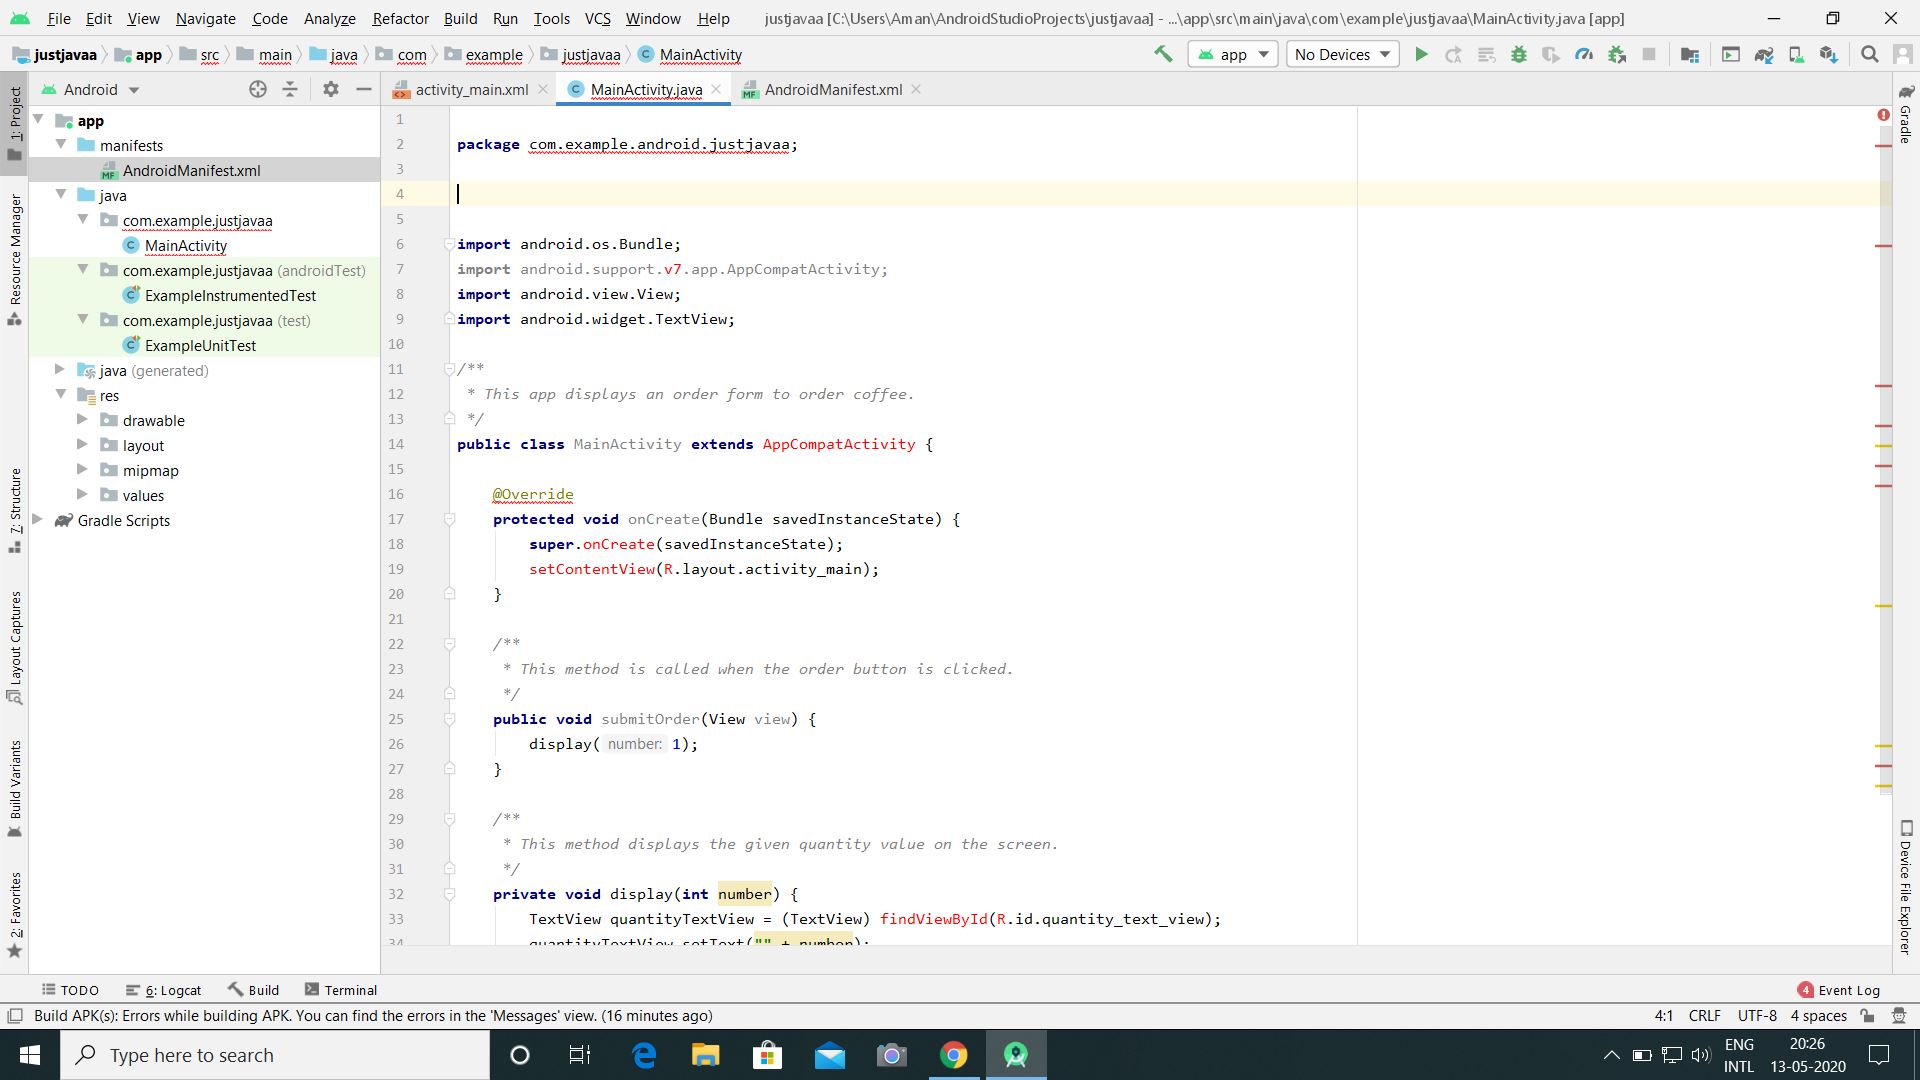 File Edit View Navigate Code Analyze Refactor Build Run Tools VCS Window Help justjavaa [C:\Users\Aman\AndroidStudioProjects\justjavaa] - ...\app\src\main\java\com\example\justjavaa\MainActivity.java [app]
justjavaa app src main java com example justjavaa MainActivity app No Devices
Android
activity_main.xml MainActivity.java AndroidManifest.xml
app
manifests
AndroidManifest.xml
java
com.example.justjavaa
MainActivity
com.example.justjavaa (androidTest)
ExampleInstrumentedTest
com.example.justjavaa (test)
ExampleUnitTest
java (generated)
res
drawable
layout
mipmap
values
Gradle Scripts
1: Project
Resource Manager
7: Structure
Layout Captures
Build Variants
2: Favorites
1
2 package com.example.android.justjavaa;
3
4
5
6 import android.os.Bundle;
7 import android.support.v7.app.AppCompatActivity;
8 import android.view.View;
9 import android.widget.TextView;
10
11 /**
12 * This app displays an order form to order coffee.
13 */
14 public class MainActivity extends AppCompatActivity {
15
16 @Override
17 protected void onCreate(Bundle savedInstanceState) {
18 super.onCreate(savedInstanceState);
19 setContentView(R.layout.activity_main);
20 }
21
22 /**
23 * This method is called when the order button is clicked.
24 */
25 public void submitOrder(View view) {
26 display( number: 1);
27 }
28
29 /**
30 * This method displays the given quantity value on the screen.
31 */
32 private void display(int number) {
33 TextView quantityTextView = (TextView) findViewById(R.id.quantity_text_view);
34 quantityTextView.setText("" + number);
Gradle
Device File Explorer
TODO 6: Logcat Build Terminal 4 Event Log
Build APK(s): Errors while building APK. You can find the errors in the 'Messages' view. (16 minutes ago) 4:1 CRLF UTF-8 4 spaces
Type here to search
ENG
INTL
20:26
13-05-2020